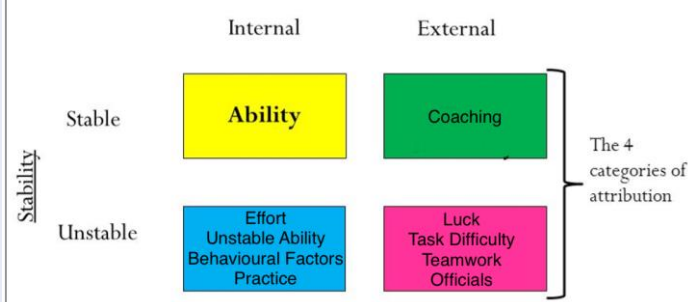 Internal
External
Stability
Stable
Ability
Coaching
The 4
categories of
attribution
Unstable
Effort
Unstable Ability
Behavioural Factors
Practice
Luck
Task Difficulty
Teamwork
Officials